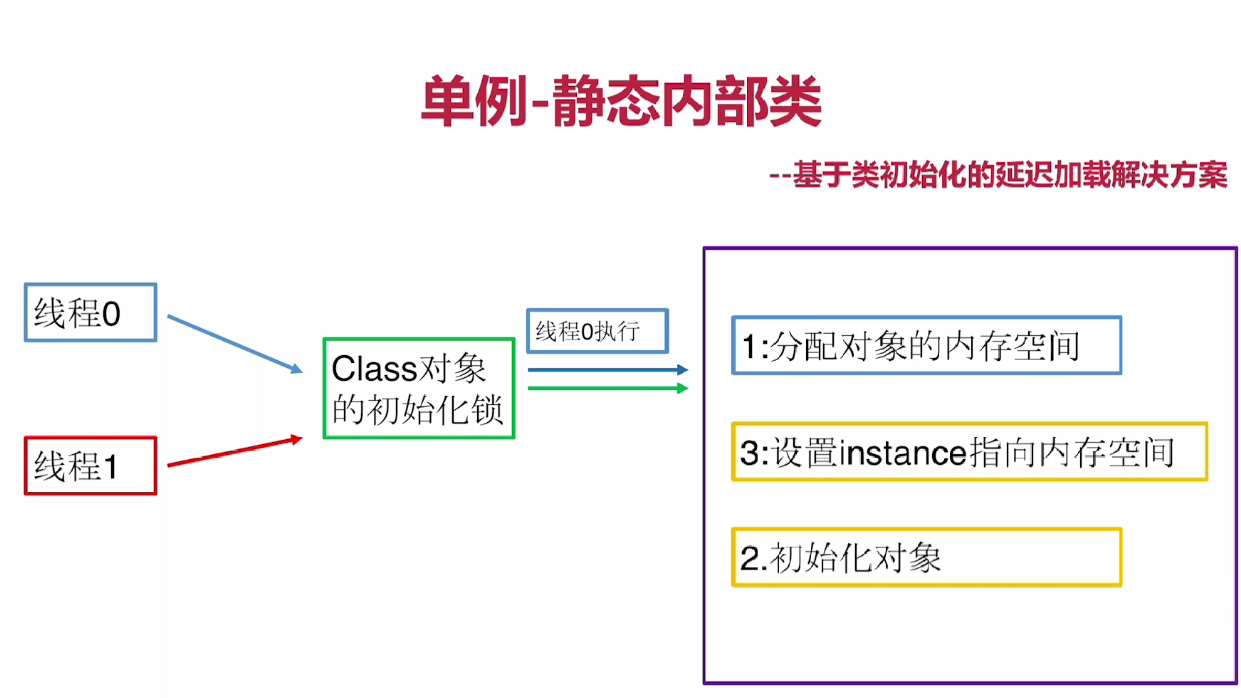 单例-静态内部类
--基于类初始化的延迟加载解决方案
线程0
线程1
Class对象
的初始化锁
线程0执行
1:分配对象的内存空间
3:设置instance指向内存空间
2.初始化对象